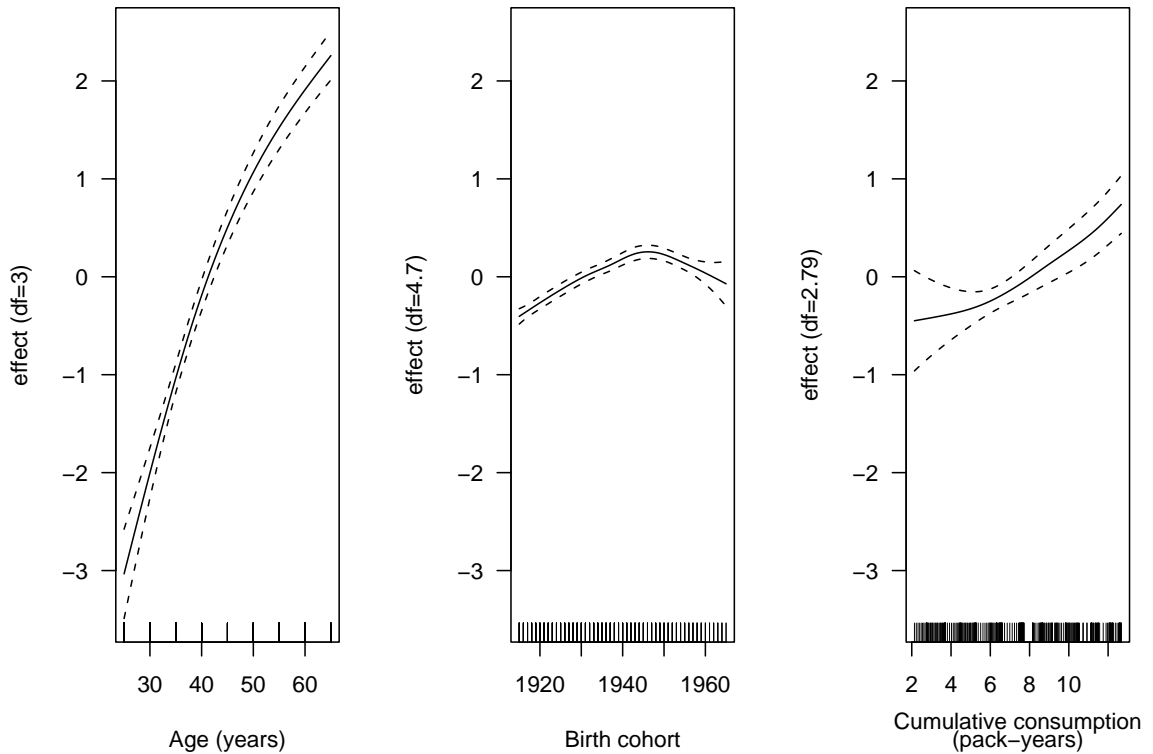 2
1
0
−1
−2
−3
effect (df=3)
30 40 50 60
Age (years)
2
1
0
−1
−2
−3
effect (df=4.7)
1920 1940 1960
Birth cohort
2
1
0
−1
−2
−3
effect (df=2.79)
2 4 6 8 10
Cumulative consumption
(pack−years)